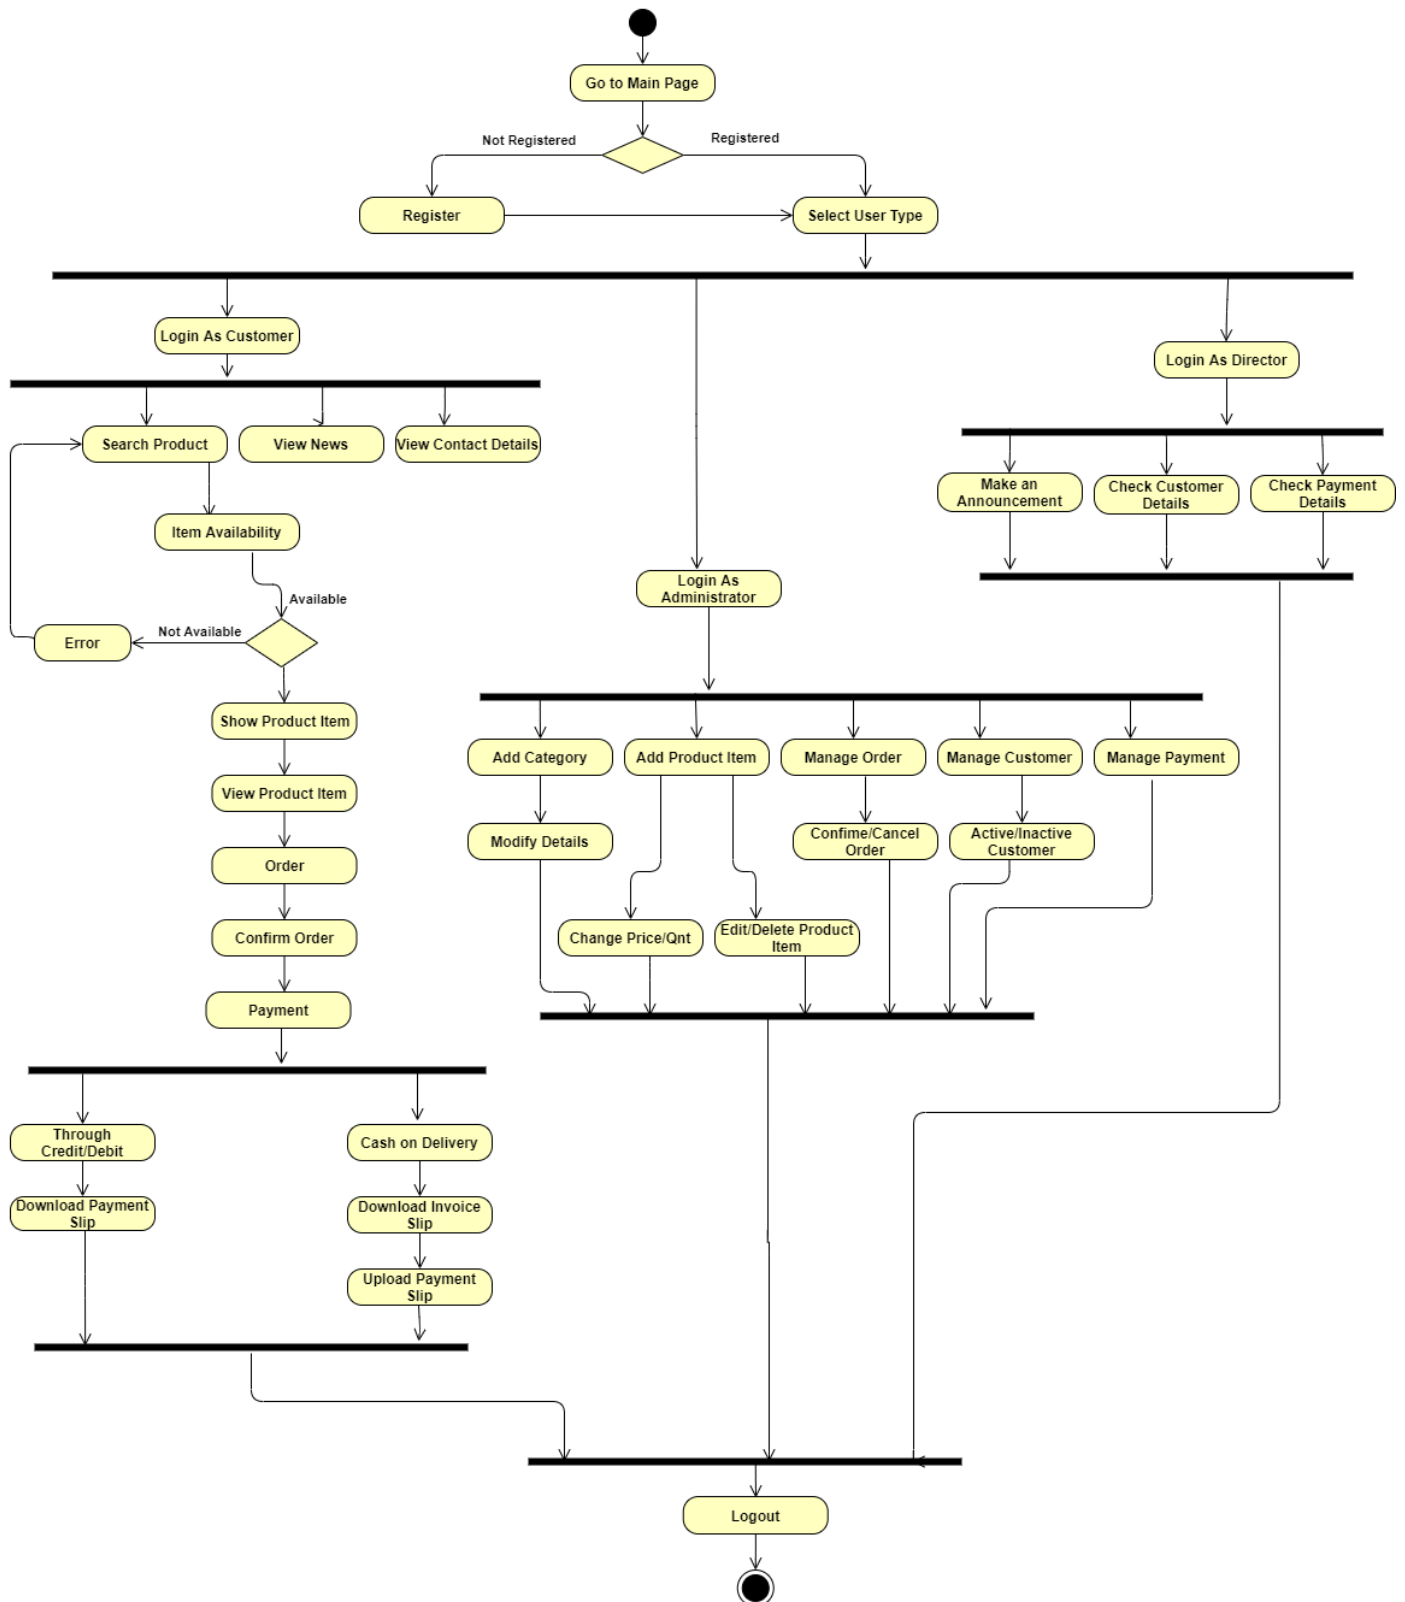 Go to Main Page
Not Registered
Registered
Register
Select User Type
Login As Customer
Login As Director
Search Product
View News
View Contact Details
Make an
Announcement
Check Customer
Details
Check Payment
Details
Item Availability
Login As
Administrator
Available
Not Available
Error
Show Product Item
Add Category
Add Product Item
Manage Order
Manage Customer
Manage Payment
View Product Item
Modify Details
Confime/Cancel
Order
Active/Inactive
Customer
Order
Confirm Order
Change Price/Qnt
Edit/Delete Product
Item
Payment
Through
Credit/Debit
Cash on Delivery
Download Payment
Slip
Download Invoice
Slip
Upload Payment
Slip
Logout